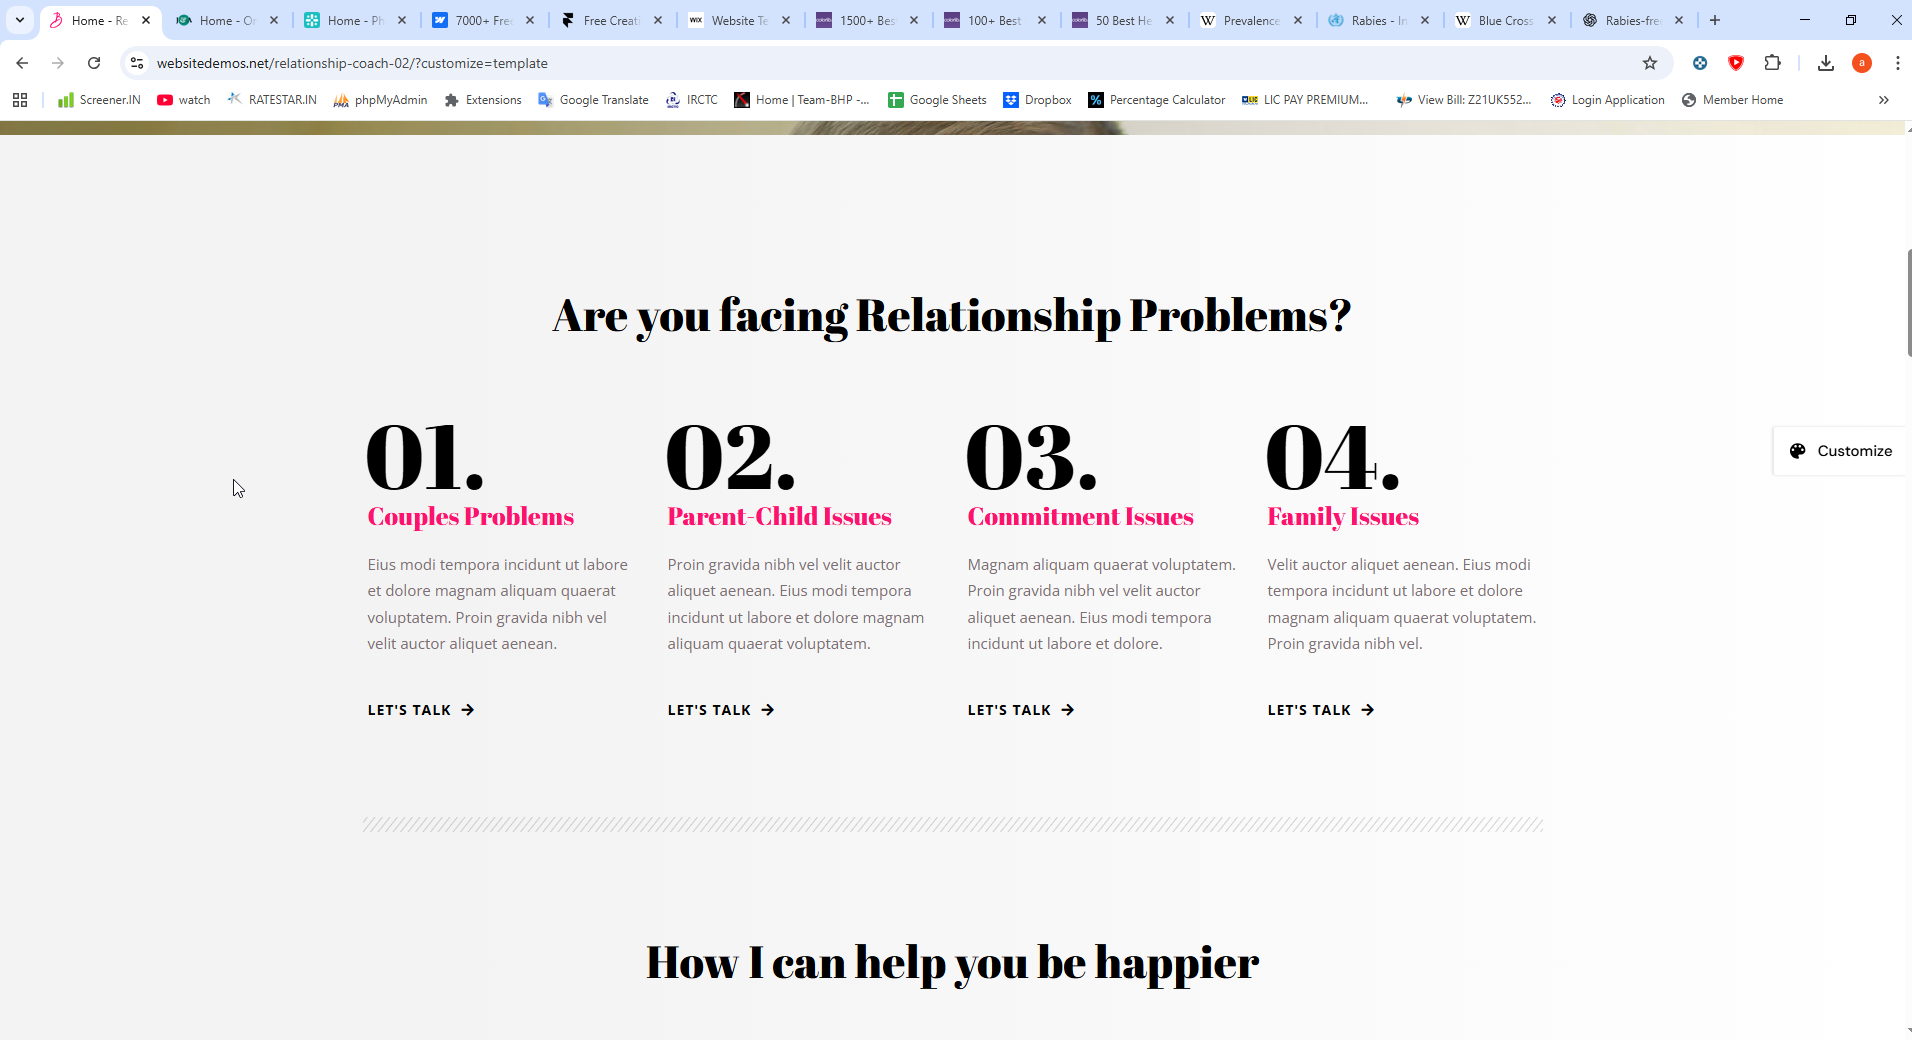 Home - Re
Home - Or
Home - Ph
7000+ Free
Free Creati
WIX
Website Te
colorlib
1500+ Bes
colorlib
100+ Best
colorlib
50 Best He
W
Prevalence
Rabies - In
W
Blue Cross
Rabies-free
websitedemos.net/relationship-coach-02/?customize=template
a
Screener.IN
watch
RATESTAR.IN
PMA
phpMyAdmin
Extensions
Google Translate
IRCTC
Home | Team-BHP -...
Google Sheets
Dropbox
%
Percentage Calculator
LIC
LIC PAY PREMIUM...
View Bill: Z21UK552...
Login Application
Member Home
Are you facing Relationship Problems?
01.
Couples Problems
Eius modi tempora incidunt ut labore
et dolore magnam aliquam quaerat
voluptatem. Proin gravida nibh vel
velit auctor aliquet aenean.
LET'S TALK
02.
Parent-Child Issues
Proin gravida nibh vel velit auctor
aliquet aenean. Eius modi tempora
incidunt ut labore et dolore magnam
aliquam quaerat voluptatem.
LET'S TALK
03.
Commitment Issues
Magnam aliquam quaerat voluptatem.
Proin gravida nibh vel velit auctor
aliquet aenean. Eius modi tempora
incidunt ut labore et dolore.
LET'S TALK
04.
Family Issues
Velit auctor aliquet aenean. Eius modi
tempora incidunt ut labore et dolore
magnam aliquam quaerat voluptatem.
Proin gravida nibh vel.
LET'S TALK
Customize
How I can help you be happier